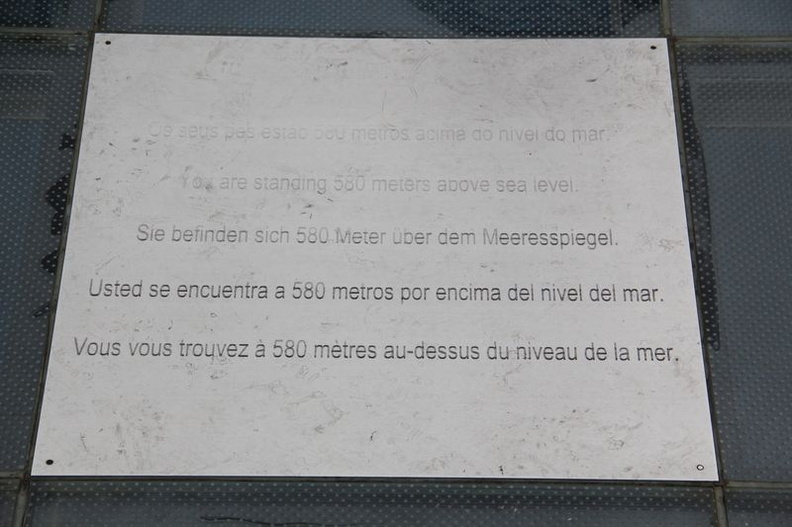 Os seus pés estão 580 metros acima do nível do mar.
You are standing 580 meters above sea level.
Sie befinden sich 580 Meter über dem Meeresspiegel.
Usted se encuentra a 580 metros por encima del nivel del mar.
Vous vous trouvez à 580 mètres au-dessus du niveau de la mer.